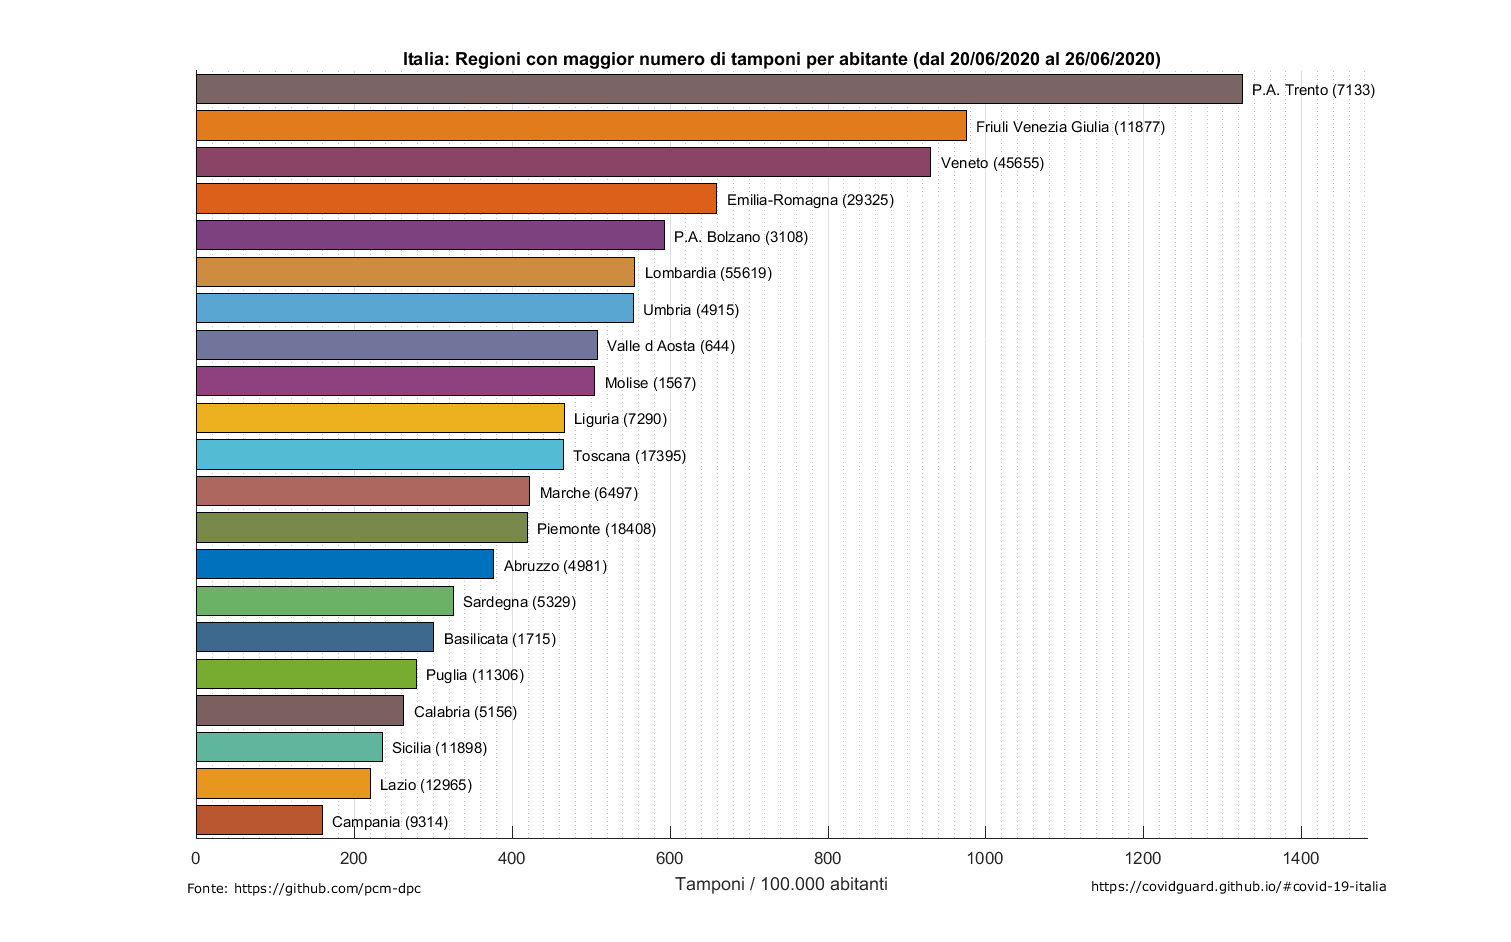 Italia: Regioni con maggior numero di tamponi per abitante (dal 20/06/2020 al 26/06/2020)
P.A. Trento (7133)
Friuli Venezia Giulia (11877)
Veneto (45655)
Emilia-Romagna (29325)
P.A. Bolzano (3108)
Lombardia (55619)
Umbria (4915)
Valle d Aosta (644)
Molise (1567)
Liguria (7290)
Toscana (17395)
Marche (6497)
Piemonte (18408)
Abruzzo (4981)
Sardegna (5329)
Basilicata (1715)
Puglia (11306)
Calabria (5156)
Sicilia (11898)
Lazio (12965)
Campania (9314)
0 200 400 600 800 1000 1200 1400
Tamponi / 100.000 abitanti
Fonte: https://github.com/pcm-dpc
https://covidguard.github.io/#covid-19-italia